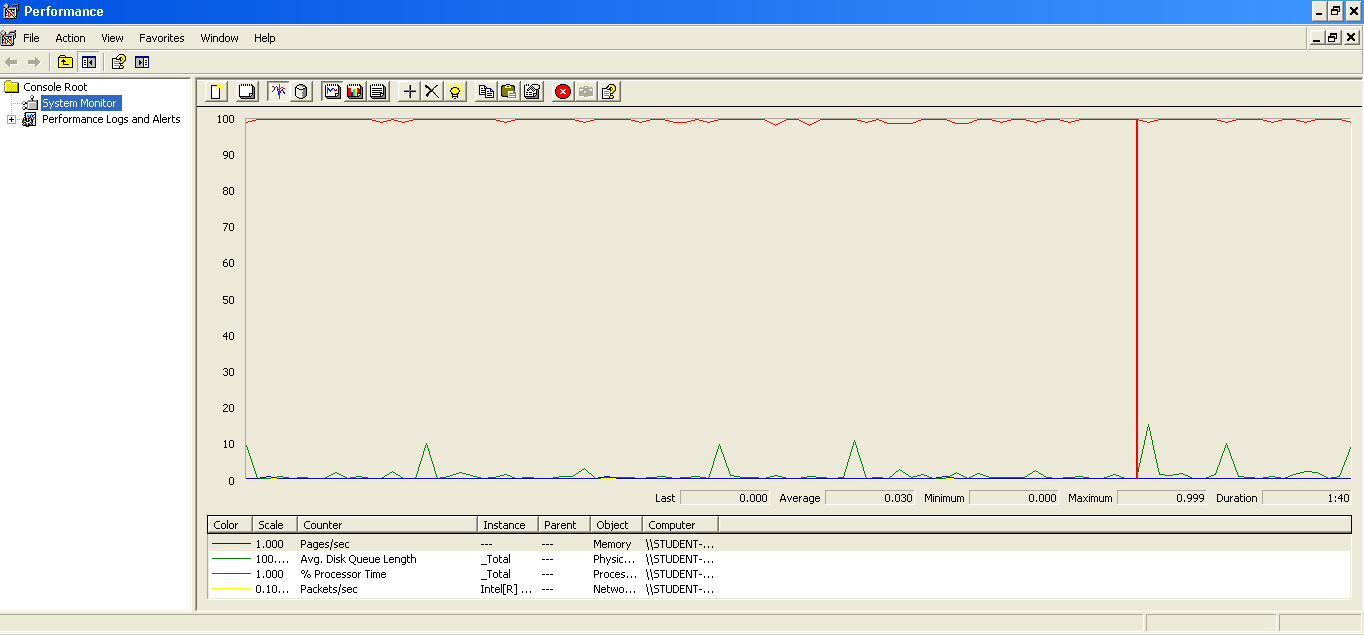 Performance
File Action View Favorites Window Help
Console Root
System Monitor
Performance Logs and Alerts
100
90
80
70
60
50
40
30
20
10
0
Last 0.000 Average 0.030 Minimum 0.000 Maximum 0.999 Duration 1:40
Color Scale Counter Instance Parent Object Computer
1.000 Pages/sec --- --- Memory \\STUDENT-...
100.... Avg. Disk Queue Length _Total --- Physic... \\STUDENT-...
1.000 % Processor Time _Total --- Proces... \\STUDENT-...
0.10... Packets/sec Intel[R] ... --- Netwo... \\STUDENT-...